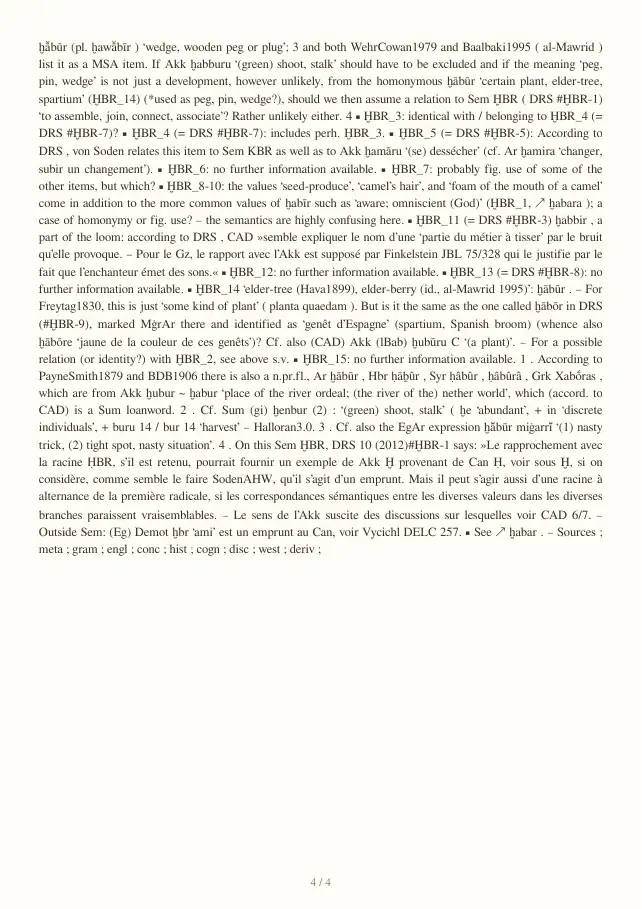 ḫā̆būr (pl. ḫawā̆bīr ) ‘wedge, wooden peg or plug’; 3 and both WehrCowan1979 and Baalbaki1995 ( al-Mawrid )
list it as a MSA item. If Akk ḫabburu ‘(green) shoot, stalk’ should have to be excluded and if the meaning ‘peg,
pin, wedge’ is not just a development, however unlikely, from the homonymous ḫābūr ‘certain plant, elder-tree,
spartium’ (ḪBR_14) (*used as peg, pin, wedge?), should we then assume a relation to Sem ḪBR ( DRS #ḪBR-1)
‘to assemble, join, connect, associate’? Rather unlikely either. 4 ▪ ḪBR_3: identical with / belonging to ḪBR_4 (=
DRS #ḪBR-7)? ▪ ḪBR_4 (= DRS #ḪBR-7): includes perh. ḪBR_3. ▪ ḪBR_5 (= DRS #ḪBR-5): According to
DRS , von Soden relates this item to Sem KBR as well as to Akk ḫamāru ‘(se) dessécher’ (cf. Ar ḫamira ‘changer,
subir un changement’). ▪ ḪBR_6: no further information available. ▪ ḪBR_7: probably fig. use of some of the
other items, but which? ▪ ḪBR_8-10: the values ‘seed-produce’, ‘camel’s hair’, and ‘foam of the mouth of a camel’
come in addition to the more common values of ḫabīr such as ‘aware; omniscient (God)’ (ḪBR_1, ↗ ḫabara ); a
case of homonymy or fig. use? – the semantics are highly confusing here. ▪ ḪBR_11 (= DRS #ḪBR-3) ḫabbir , a
part of the loom: according to DRS , CAD »semble expliquer le nom d’une ‘partie du métier à tisser’ par le bruit
qu’elle provoque. – Pour le Gz, le rapport avec l’Akk est supposé par Finkelstein JBL 75/328 qui le justifie par le
fait que l’enchanteur émet des sons.« ▪ ḪBR_12: no further information available. ▪ ḪBR_13 (= DRS #ḪBR-8): no
further information available. ▪ ḪBR_14 ‘elder-tree (Hava1899), elder-berry (id., al-Mawrid 1995)’: ḫābūr . – For
Freytag1830, this is just ‘some kind of plant’ ( planta quaedam ). But is it the same as the one called ḫābūr in DRS
(#ḪBR-9), marked MġrAr there and identified as ‘genêt d’Espagne’ (spartium, Spanish broom) (whence also
ḫābōre ‘jaune de la couleur de ces genêts’)? Cf. also (CAD) Akk (lBab) ḫubūru C ‘(a plant)’. – For a possible
relation (or identity?) with ḪBR_2, see above s.v. ▪ ḪBR_15: no further information available. 1 . According to
PayneSmith1879 and BDB1906 there is also a n.pr.fl., Ar ḫābūr , Hbr ḥāḇûr , Syr ḥâbûr , ḥâbûrâ , Grk Xabṓras ,
which are from Akk ḫubur ~ ḫabur ‘place of the river ordeal; (the river of the) nether world’, which (accord. to
CAD) is a Sum loanword. 2 . Cf. Sum (gi) ḫenbur (2) : ‘(green) shoot, stalk’ ( ḫe ‘abundant’, + in ‘discrete
individuals’, + buru 14 / bur 14 ‘harvest’ – Halloran3.0. 3 . Cf. also the EgAr expression ḫā̆būr miġarrī̆ ‘(1) nasty
trick, (2) tight spot, nasty situation’. 4 . On this Sem ḪBR, DRS 10 (2012)#ḪBR-1 says: »Le rapprochement avec
la racine ḤBR, s’il est retenu, pourrait fournir un exemple de Akk Ḫ provenant de Can Ḥ, voir sous Ḫ, si on
considère, comme semble le faire SodenAHW, qu’il s’agit d’un emprunt. Mais il peut s’agir aussi d’une racine à
alternance de la première radicale, si les correspondances sémantiques entre les diverses valeurs dans les diverses
branches paraissent vraisemblables. – Le sens de l’Akk suscite des discussions sur lesquelles voir CAD 6/7. –
Outside Sem: (Eg) Demot ḫbr ‘ami’ est un emprunt au Can, voir Vycichl DELC 257. ▪ See ↗ ḫabar . – Sources ;
meta ; gram ; engl ; conc ; hist ; cogn ; disc ; west ; deriv ;
4 / 4